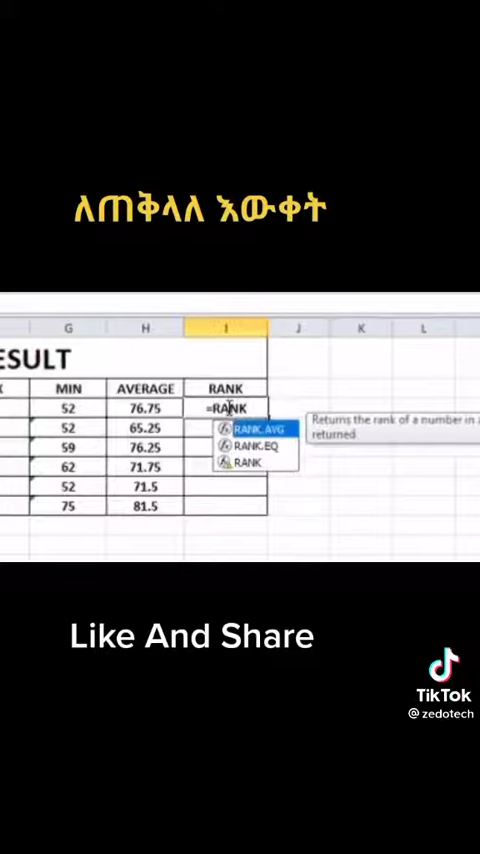 ለጠቅላለ እውቀት
G H I J K L
ESULT
MIN AVERAGE RANK
52 76.75 =RANK
52 65.25
59 76.25
62 71.75
52 71.5
75 81.5
RANK.AVG
RANK.EQ
RANK
Returns the rank of a number in a
returned
Like And Share
TikTok
@zedotech